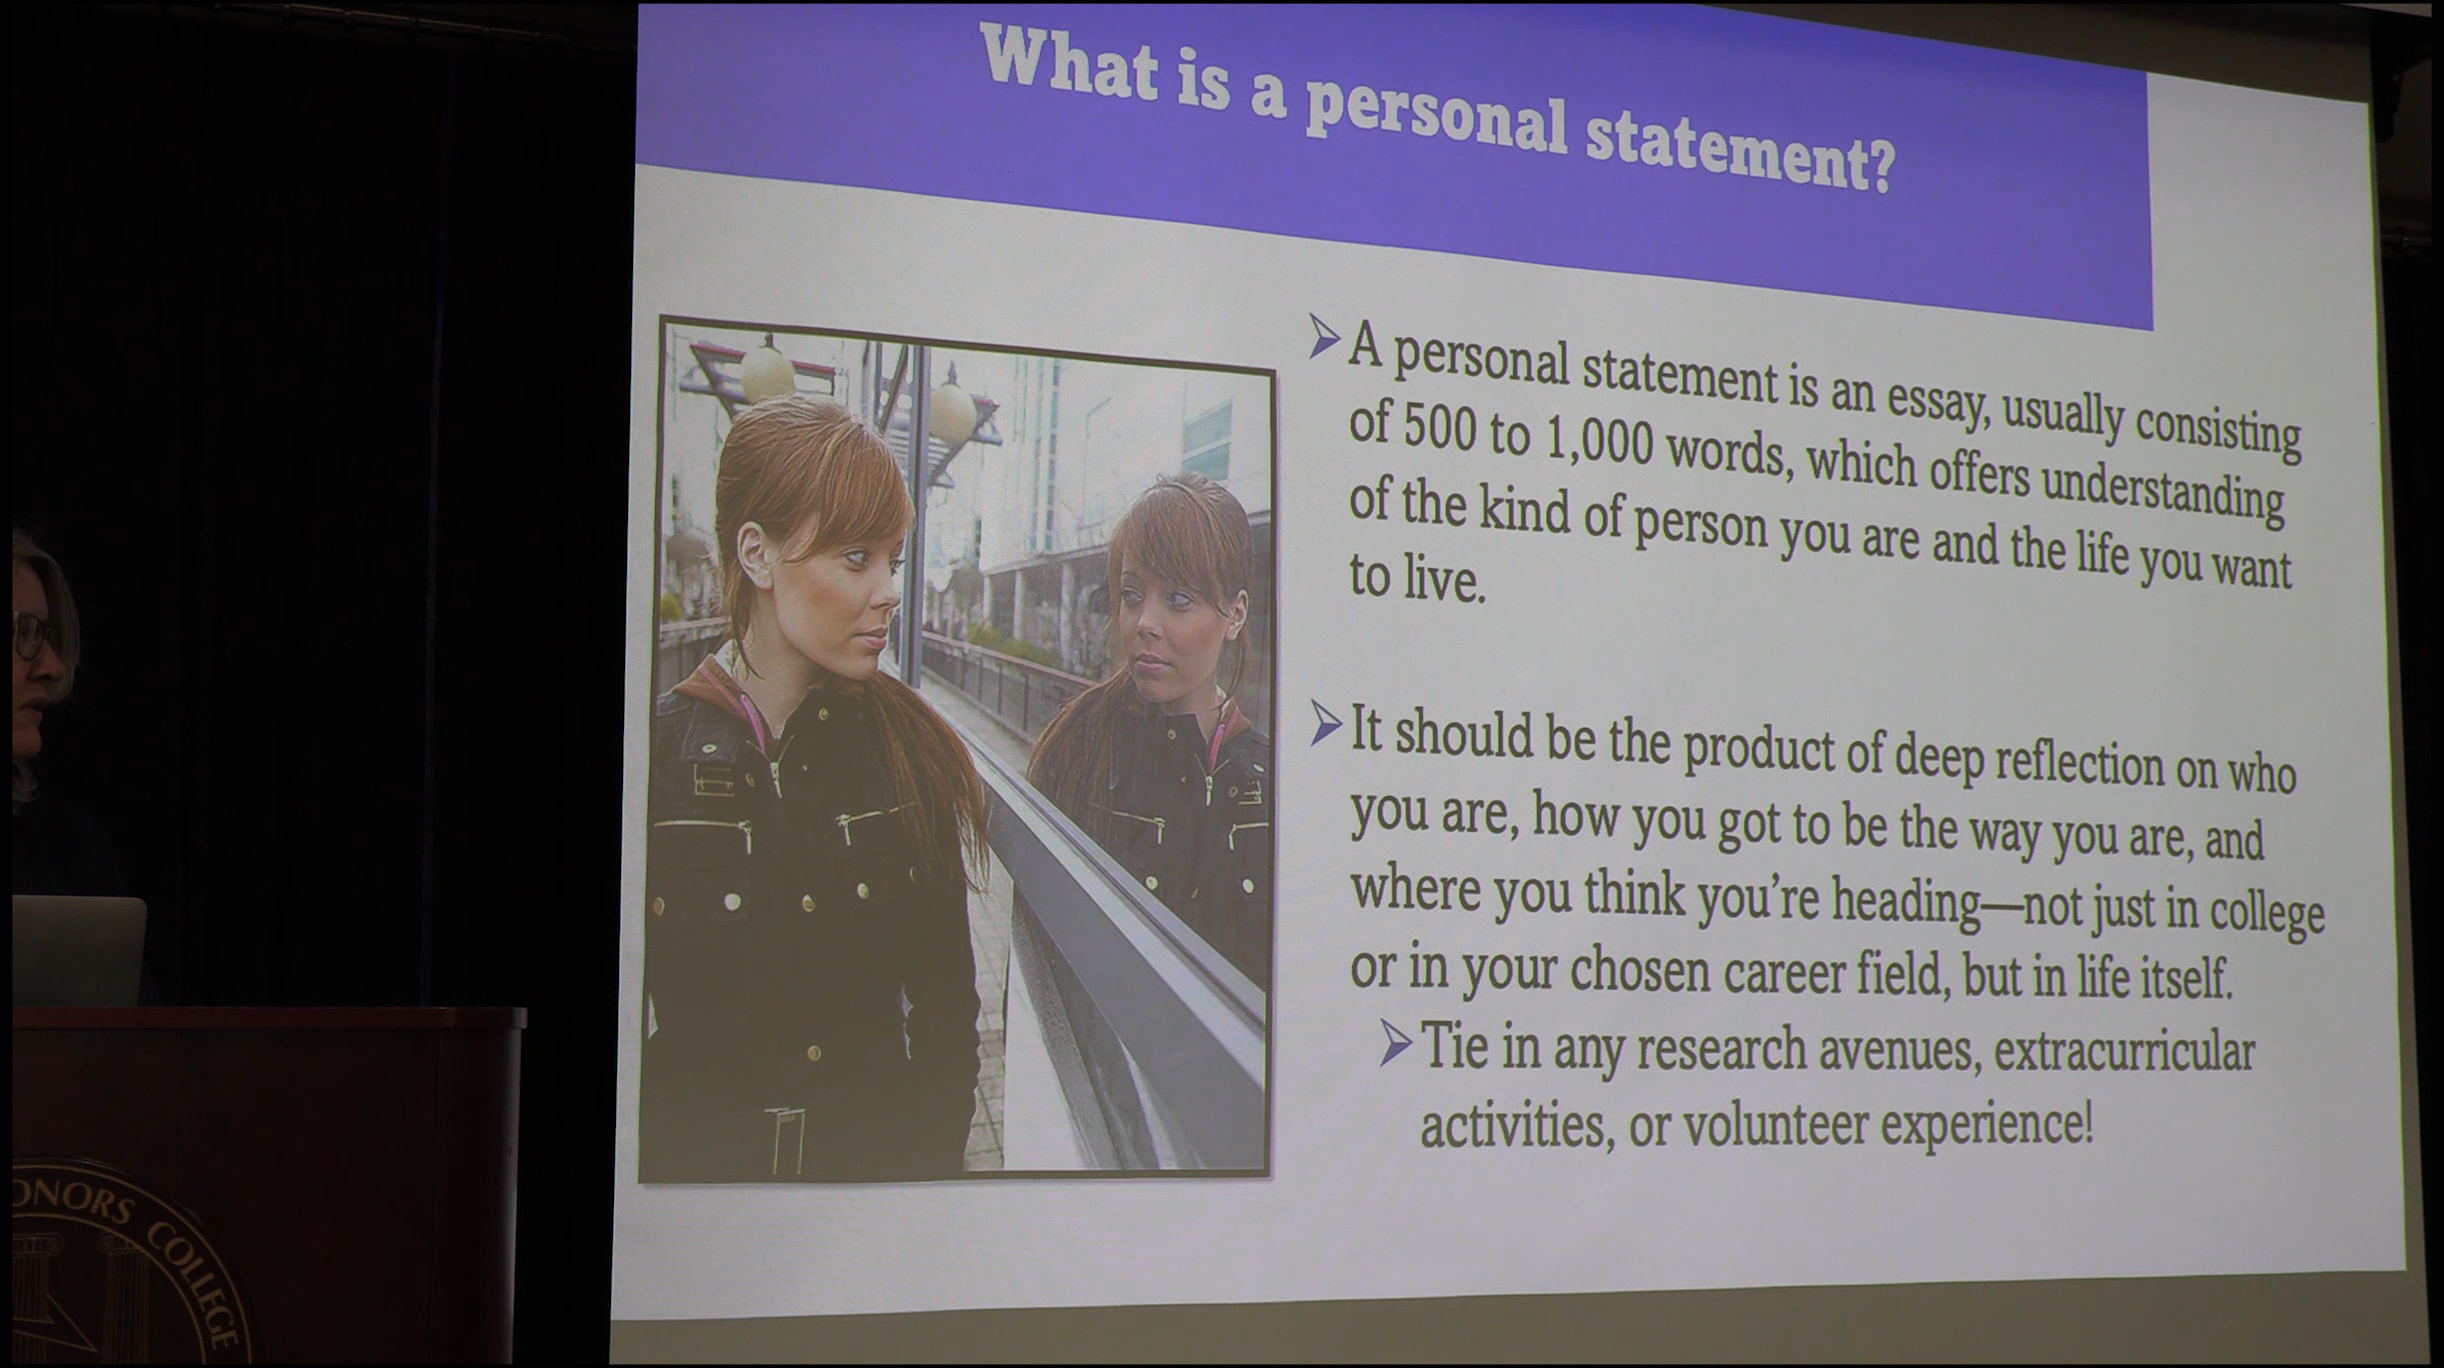 What is a personal statement?
A personal statement is an essay, usually consisting
of 500 to 1,000 words, which offers understanding
of the kind of person you are and the life you want
to live.
It should be the product of deep reflection on who
you are, how you got to be the way you are, and
where you think you're heading—not just in college
or in your chosen career field, but in life itself.
Tie in any research avenues, extracurricular
activities, or volunteer experience!
ONORS COLLEGE